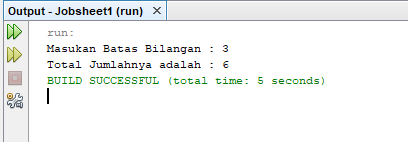 Output - Jobsheet1 (run) ×
run:
Masukan Batas Bilangan : 3
Total Jumlahnya adalah : 6
BUILD SUCCESSFUL (total time: 5 seconds)